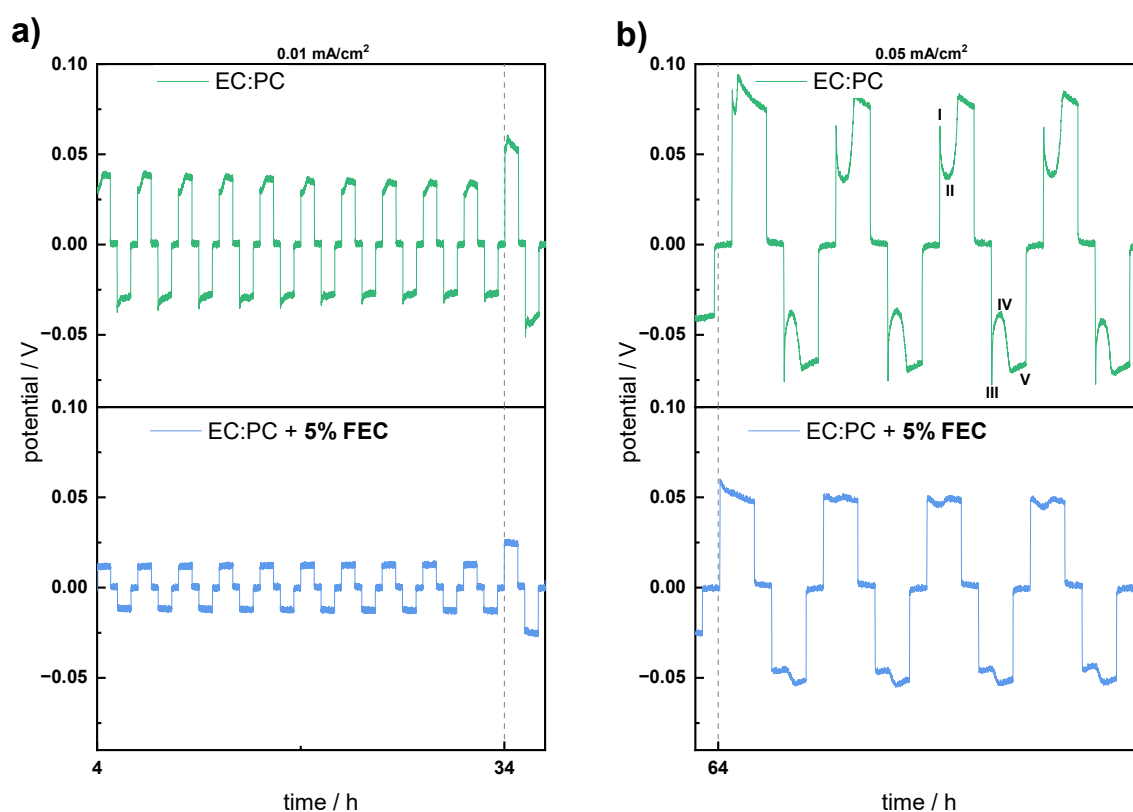 a)
0.01 mA/cm²
EC:PC
0.10
0.05
0.00
−0.05
0.10
EC:PC + 5% FEC
0.05
0.00
−0.05
potential / V
4
34
time / h
b)
0.05 mA/cm²
EC:PC
0.10
0.05
0.00
−0.05
I
II
III
IV
V
0.10
EC:PC + 5% FEC
0.05
0.00
−0.05
potential / V
64
time / h